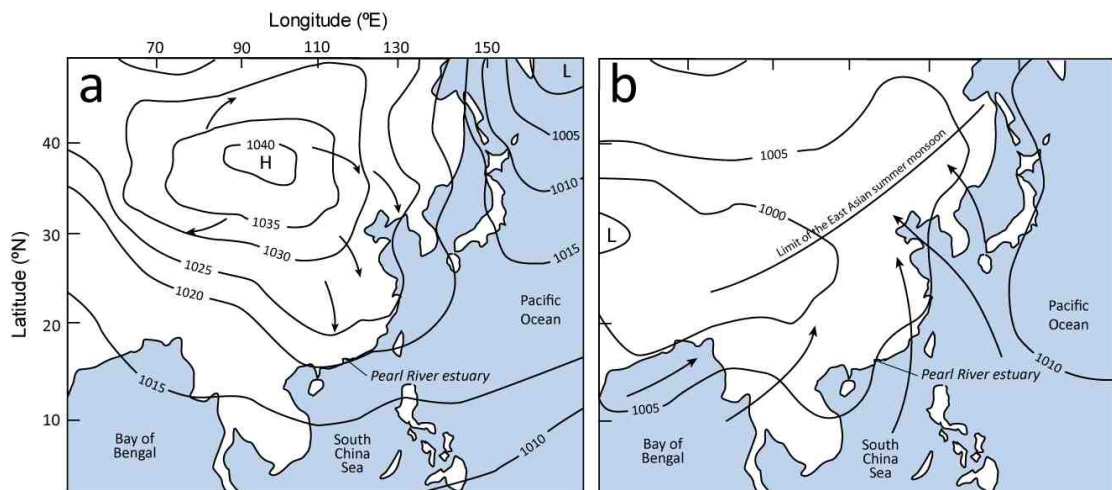 Longitude (ºE)
70 90 110 130 150
a
L
1005
1040
H
1010
1035
1030
1015
1025
1020
Pacific
Ocean
Pearl River estuary
1015
Bay of
Bengal
South
China
Sea
1010
Latitude (ºN)
40
30
20
10
b
1005
Limit of the East Asian summer monsoon
1000
L
Pacific
Ocean
1010
Pearl River estuary
1005
Bay of
Bengal
South
China
Sea